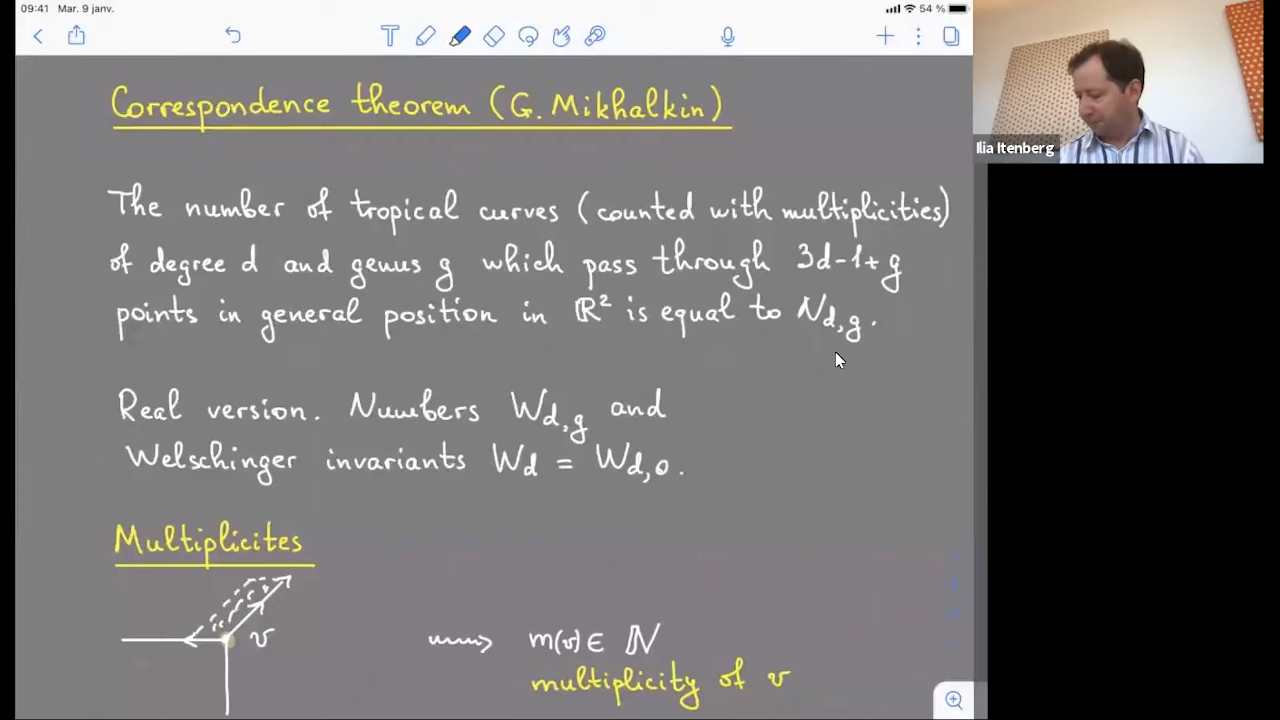 09:41 Mar. 9 janv.
54 %
Correspondence theorem (G. Mikhalkin)
Ilia Itenberg
The number of tropical curves (counted with multiplicities)
of degree d and genus g which pass through 3d-1+g
points in general position in ℝ² is equal to N_{d,g}.
Real version. Numbers W_{d,g} and
Welschinger invariants W_d = W_{d,0}.
Multiplicites
v ⟿ m(v) ∈ ℕ
multiplicity of v